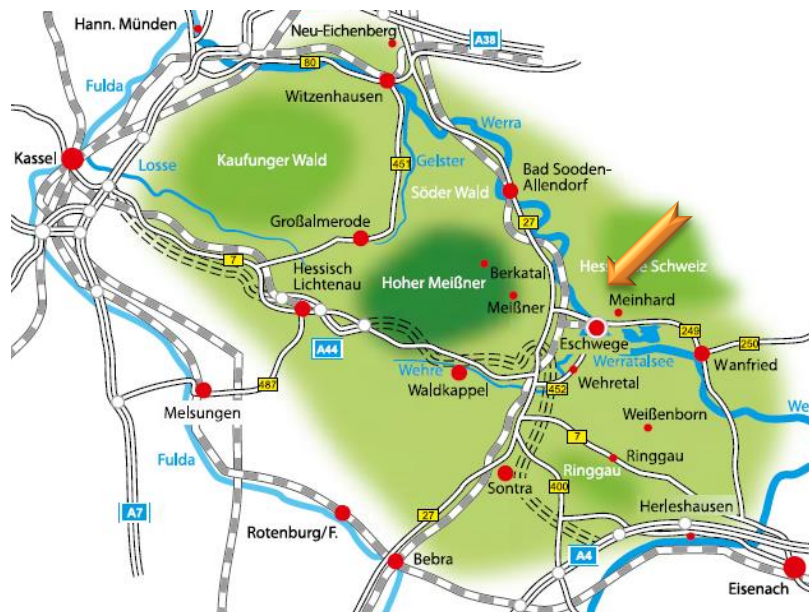 Hann. Münden
Neu-Eichenberg
A38
80
Fulda
Witzenhausen
Werra
Kassel
Losse
Kaufunger Wald
451
Gelster
Bad Sooden-
Allendorf
Söder Wald
Großalmerode
27
7
Hessisch
Lichtenau
Hoher Meißner
Berkatal
Schweiz
Meißner
Meinhard
A44
Eschwege
249
250
Werratalsee
Wanfried
Wehre
Waldkappel
452
Wehretal
487
Melsungen
We
Weißenborn
7
Fulda
Ringgau
Ringgau
Sontra
400
Herleshausen
A7
27
Rotenburg/F.
A4
Bebra
Eisenach